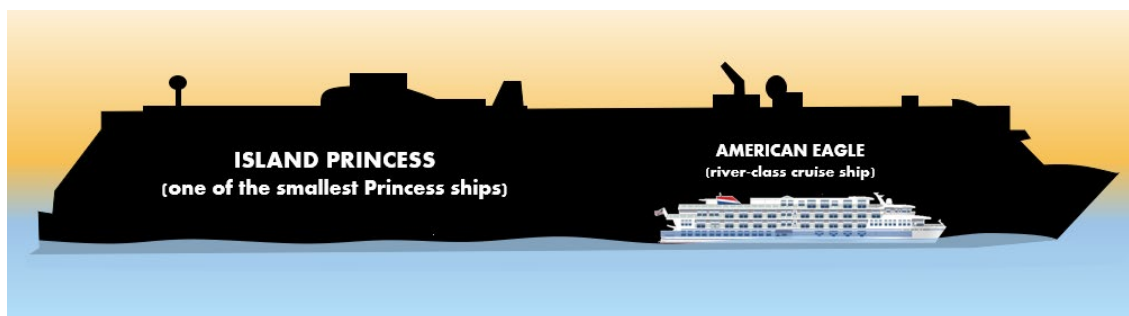 ISLAND PRINCESS
(one of the smallest Princess ships)
AMERICAN EAGLE
(river-class cruise ship)